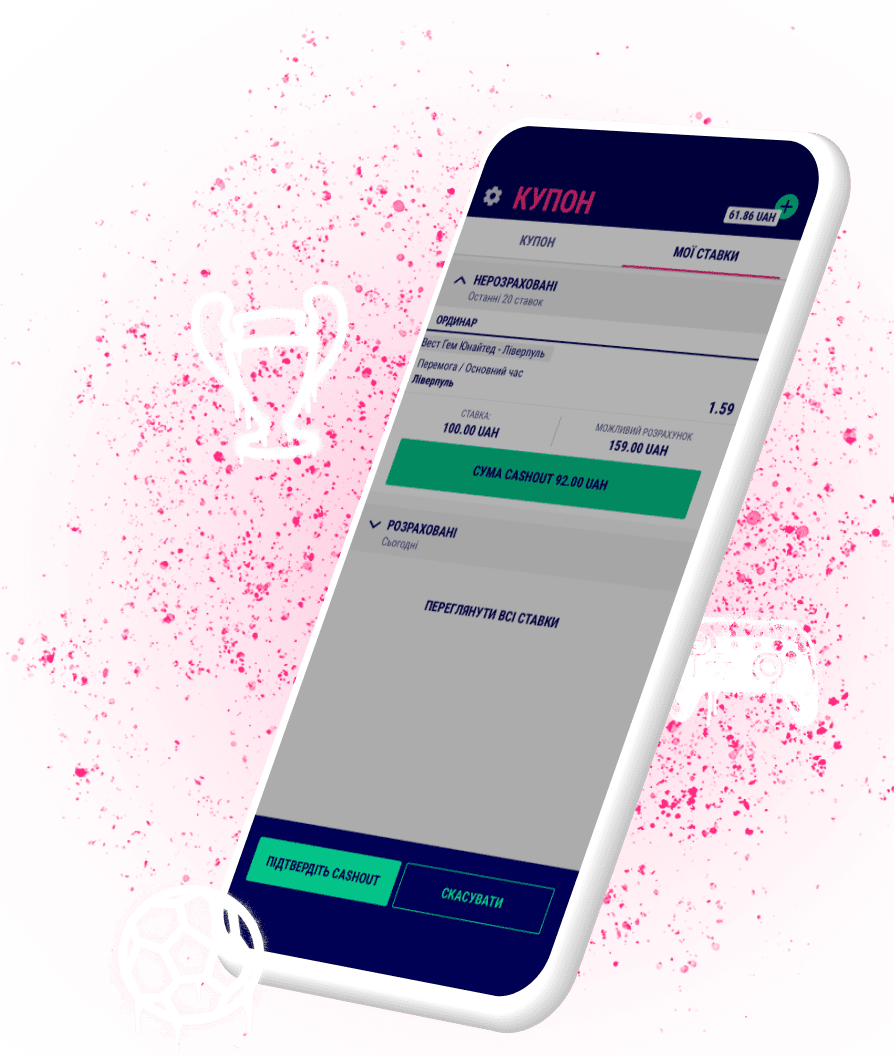 КУПОН
61.86 UAH
КУПОН
МОЇ СТАВКИ
НЕРОЗРАХОВАНІ
Останні 20 ставок
ОРДИНАР
Вест Гем Юнайтед - Ліверпуль
Перемога / Основний час
Ліверпуль
1.59
СТАВКА:
МОЖЛИВИЙ РОЗРАХУНОК
100.00 UAH
159.00 UAH
СУМА CASHOUT 92.00 UAH
РОЗРАХОВАНІ
Сьогодні
ПЕРЕГЛЯНУТИ ВСІ СТАВКИ
ПІДТВЕРДІТЬ CASHOUT
СКАСУВАТИ